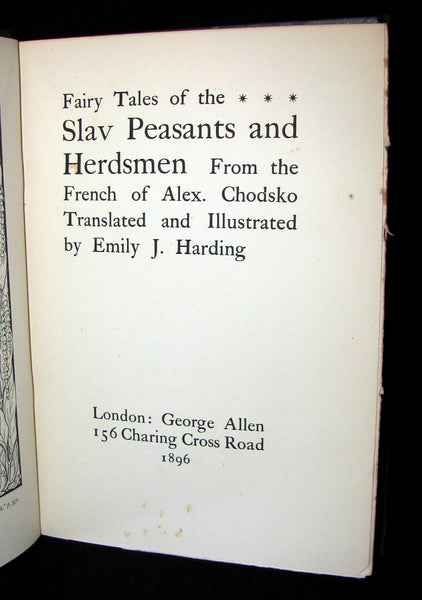 Fairy Tales of the * * *
Slav Peasants and
Herdsmen From the
French of Alex. Chodsko
Translated and Illustrated
by Emily J. Harding
London: George Allen
156 Charing Cross Road
1896